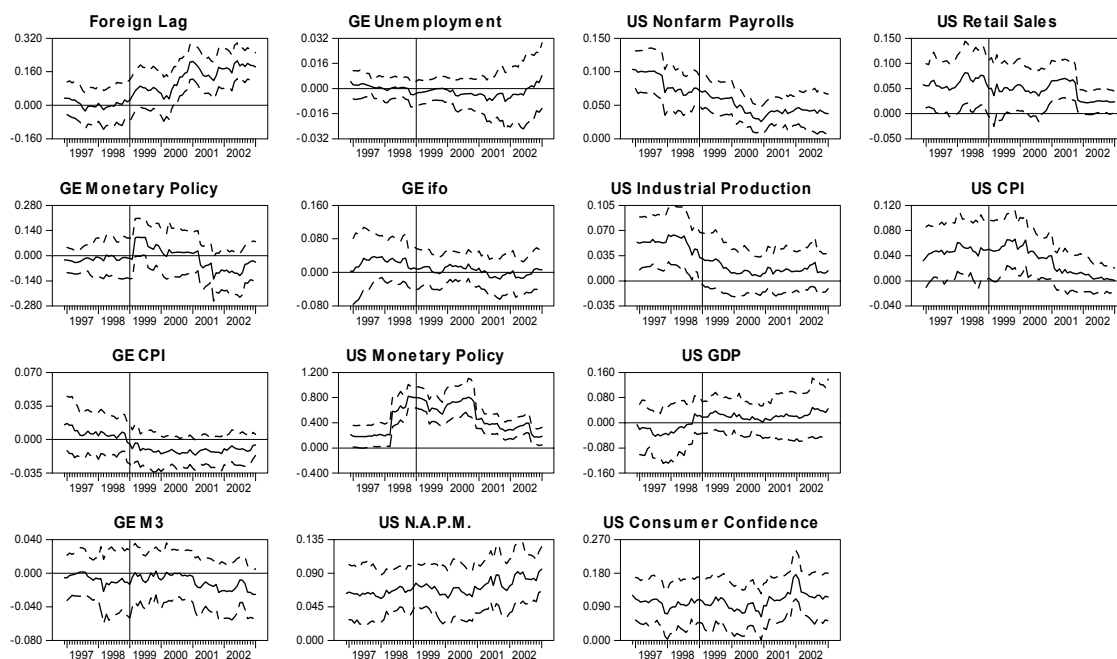 Foreign Lag
0.320
0.160
0.000
-0.160
1997 1998 1999 2000 2001 2002
GE Unemployment
0.032
0.016
0.000
-0.016
-0.032
1997 1998 1999 2000 2001 2002
US Nonfarm Payrolls
0.150
0.100
0.050
0.000
1997 1998 1999 2000 2001 2002
US Retail Sales
0.150
0.100
0.050
0.000
-0.050
1997 1998 1999 2000 2001 2002
GE Monetary Policy
0.280
0.140
0.000
-0.140
-0.280
1997 1998 1999 2000 2001 2002
GE ifo
0.160
0.080
0.000
-0.080
1997 1998 1999 2000 2001 2002
US Industrial Production
0.105
0.070
0.035
0.000
-0.035
1997 1998 1999 2000 2001 2002
US CPI
0.120
0.080
0.040
0.000
-0.040
1997 1998 1999 2000 2001 2002
GE CPI
0.070
0.035
0.000
-0.035
1997 1998 1999 2000 2001 2002
US Monetary Policy
1.200
0.800
0.400
0.000
-0.400
1997 1998 1999 2000 2001 2002
US GDP
0.160
0.080
0.000
-0.080
-0.160
1997 1998 1999 2000 2001 2002
GE M3
0.040
0.000
-0.040
-0.080
1997 1998 1999 2000 2001 2002
US N.A.P.M.
0.135
0.090
0.045
0.000
1997 1998 1999 2000 2001 2002
US Consumer Confidence
0.270
0.180
0.090
0.000
1997 1998 1999 2000 2001 2002